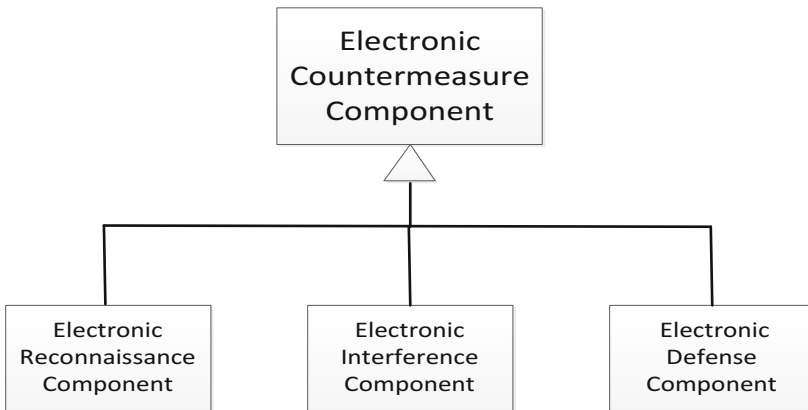 Electronic
Countermeasure
Component
Electronic
Reconnaissance
Component
Electronic
Interference
Component
Electronic
Defense
Component